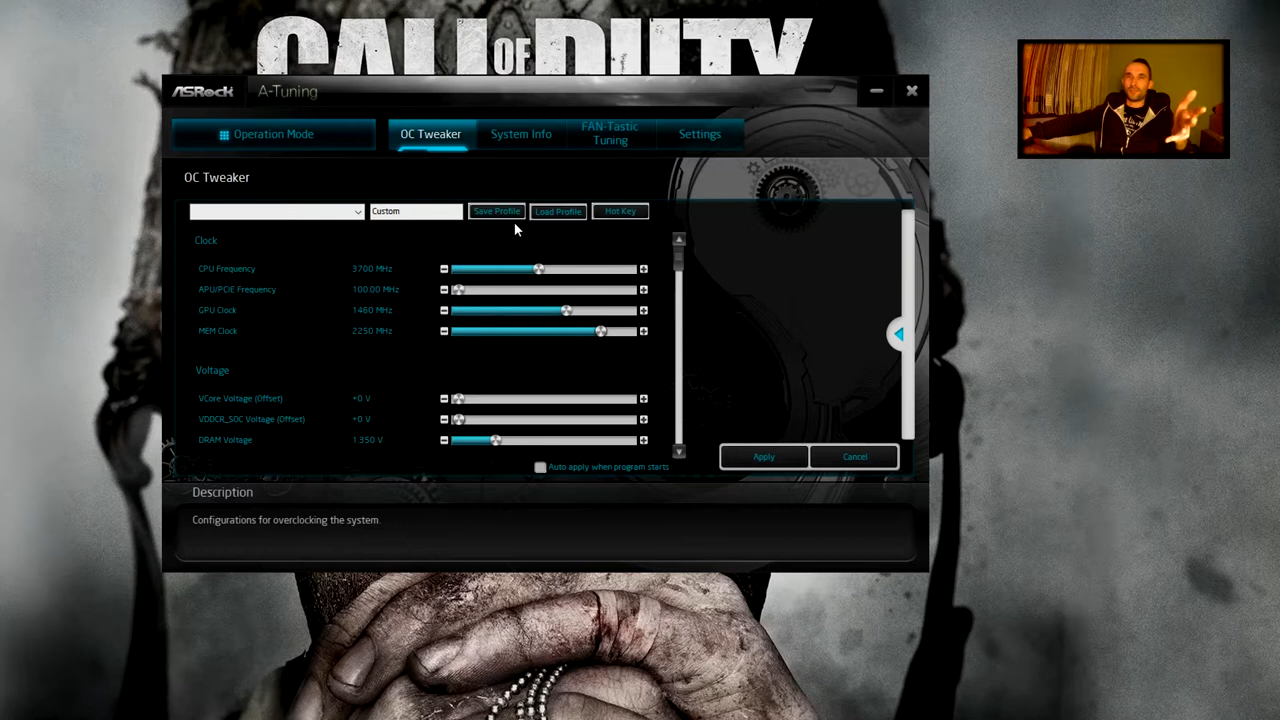 CALL OF DUTY
ASRock A-Tuning
Operation Mode
OC Tweaker
System Info
FAN-Tastic
Tuning
Settings
OC Tweaker
Custom
Save Profile
Load Profile
Hot Key
Clock
CPU Frequency 3700 MHz
APU/PCIE Frequency 100.00 MHz
GPU Clock 1460 MHz
MEM Clock 2250 MHz
Voltage
VCore Voltage (Offset) +0 V
VDDCR_SOC Voltage (Offset) +0 V
DRAM Voltage 1.350 V
Auto apply when program starts
Apply
Cancel
Description
Configurations for overclocking the system.